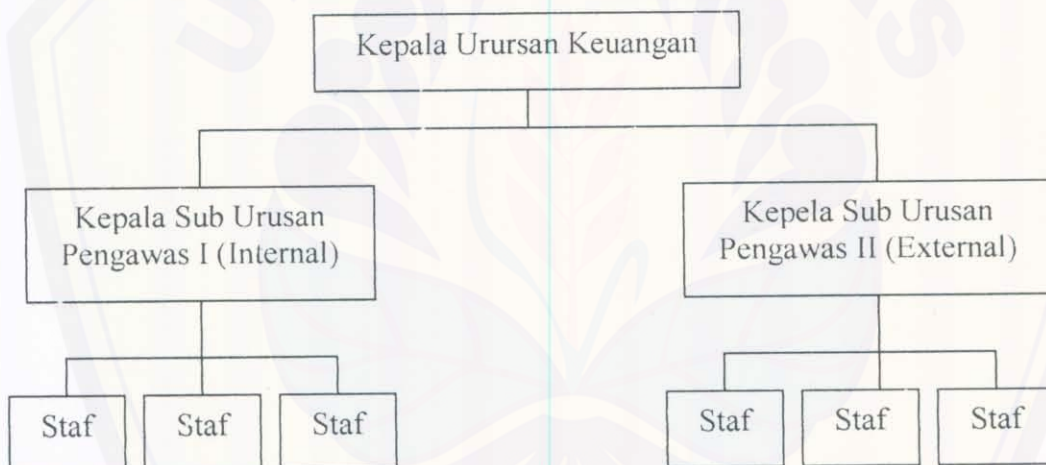 Kepala Urursan Keuangan
Kepala Sub Urusan
Pengawas I (Internal)
Kepela Sub Urusan
Pengawas II (External)
Staf
Staf
Staf
Staf
Staf
Staf